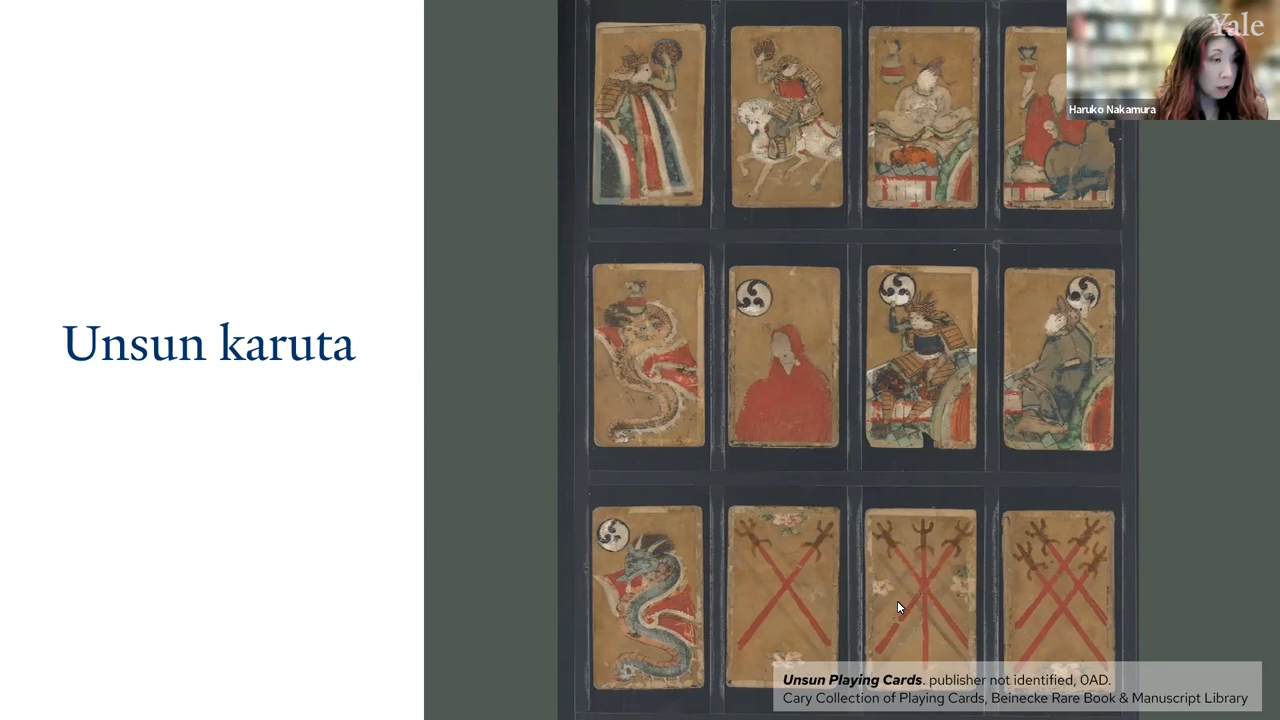 Unsun karuta
Yale
Haruko Nakamura
Unsun Playing Cards. publisher not identified, 0AD.
Cary Collection of Playing Cards, Beinecke Rare Book & Manuscript Library